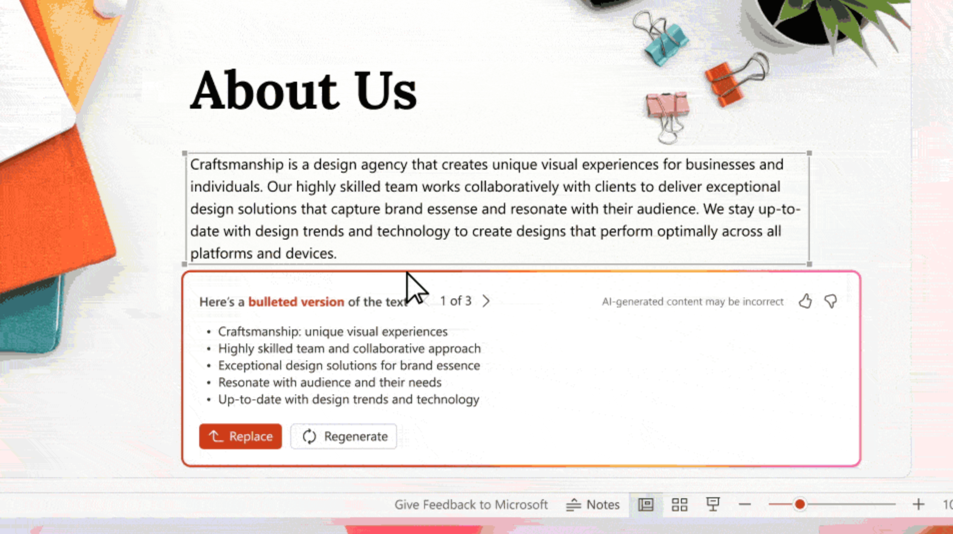 About Us
Craftsmanship is a design agency that creates unique visual experiences for businesses and
individuals. Our highly skilled team works collaboratively with clients to deliver exceptional
design solutions that capture brand essense and resonate with their audience. We stay up-to-
date with design trends and technology to create designs that perform optimally across all
platforms and devices.
Here's a bulleted version of the text 1 of 3 AI-generated content may be incorrect
• Craftsmanship: unique visual experiences
• Highly skilled team and collaborative approach
• Exceptional design solutions for brand essence
• Resonate with audience and their needs
• Up-to-date with design trends and technology
Replace Regenerate
Give Feedback to Microsoft Notes